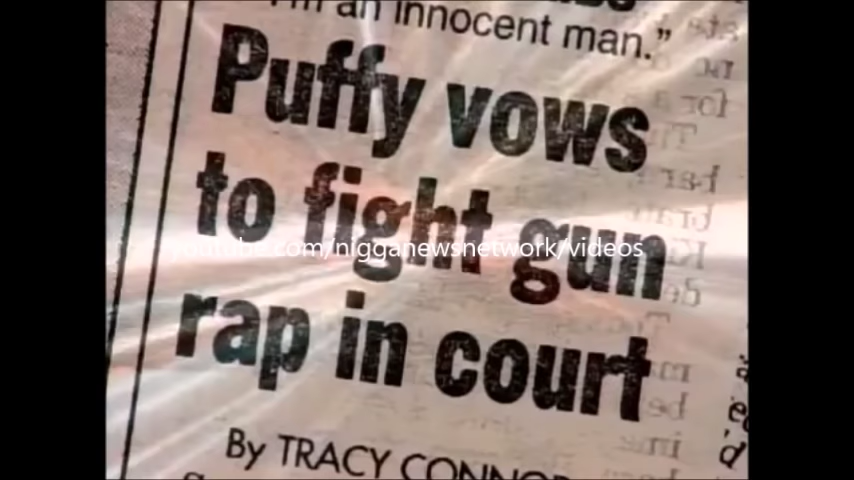 an innocent man.”
Puffy vows
to fight gun
youtube.com/nigganewsnetwork/videos
rap in court
By TRACY